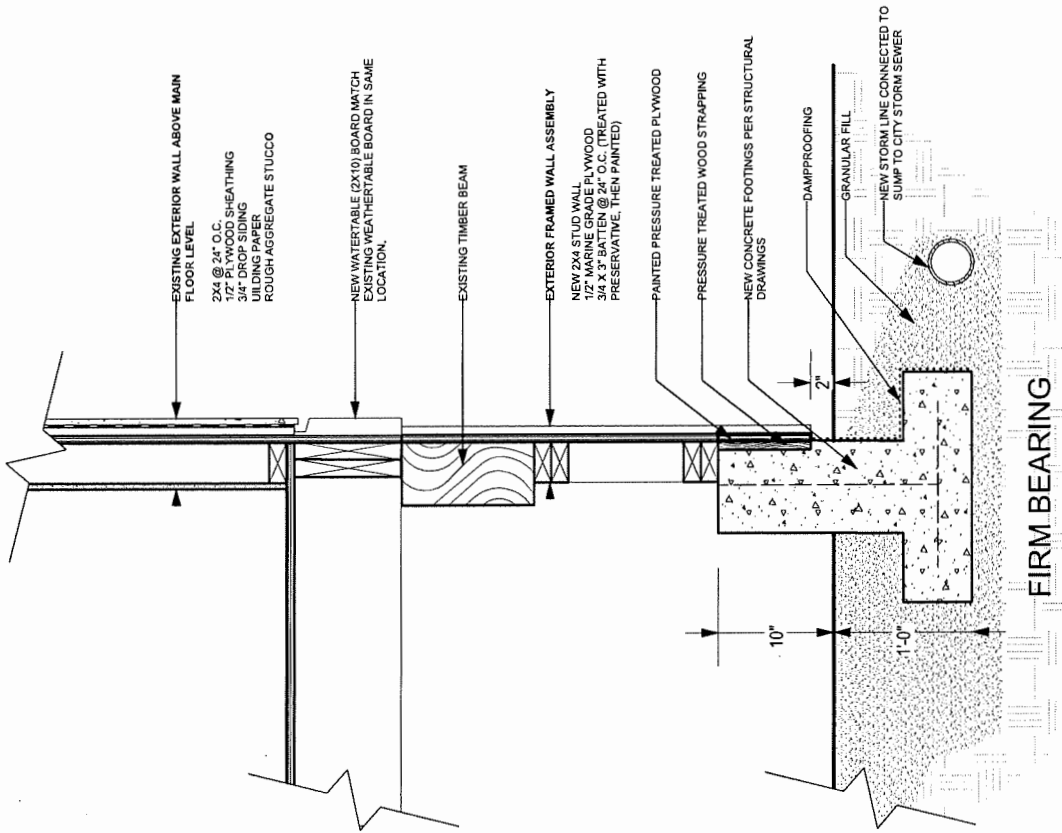 EXISTING EXTERIOR WALL ABOVE MAIN
FLOOR LEVEL
2X4 @ 24" O.C.
1/2" PLYWOOD SHEATHING
3/4" DROP SIDING
UILDING PAPER
ROUGH AGGREGATE STUCCO
NEW WATERTABLE (2X10) BOARD MATCH
EXISTING WEATHERTABLE BOARD IN SAME
LOCATION.
EXISTING TIMBER BEAM
EXTERIOR FRAMED WALL ASSEMBLY
NEW 2X4 STUD WALL
1/2" MARINE GRADE PLYWOOD
3/4 X 3" BATTEN @ 24" O.C. (TREATED WITH
PRESERVATIVE, THEN PAINTED)
PAINTED PRESSURE TREATED PLYWOOD
PRESSURE TREATED WOOD STRAPPING
NEW CONCRETE FOOTINGS PER STRUCTURAL
DRAWINGS
DAMPPROOFING
GRANULAR FILL
NEW STORM LINE CONNECTED TO
SUMP TO CITY STORM SEWER
2"
10"
1'-0"
FIRM BEARING